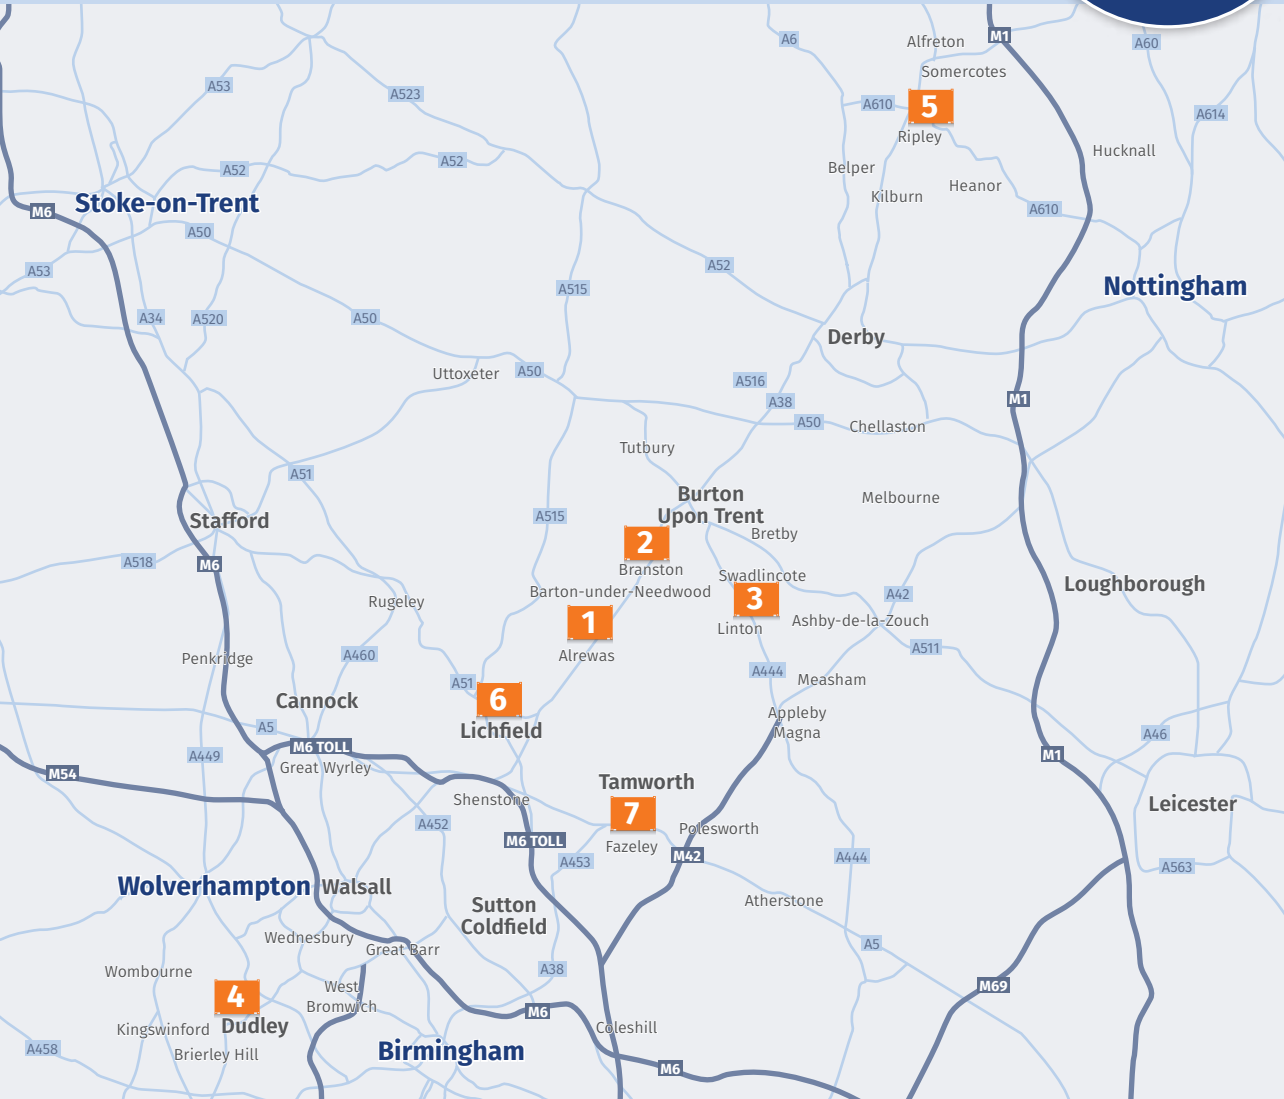 A6
Alfreton
M1
A60
Somercotes
A53
A523
A610
5
A614
Ripley
Hucknall
A52
A52
Belper
Heanor
Kilburn
M6
Stoke-on-Trent
A610
A50
A53
A52
A515
Nottingham
A34
A520
A50
Derby
Uttoxeter
A50
A516
A38
M1
A50
Chellaston
Tutbury
A51
Burton
Upon Trent
Melbourne
A515
Stafford
Bretby
2
A518
M6
Branston
Swadlincote
Loughborough
Barton-under-Needwood
3
A42
Rugeley
1
Linton
Ashby-de-la-Zouch
A511
Penkridge
A460
Alrewas
A444
Measham
A51
6
Cannock
Appleby
Magna
A5
Lichfield
A46
M6 TOLL
A449
M1
M54
Great Wyrley
Tamworth
Shenstone
7
Leicester
A452
Polesworth
M6 TOLL
Fazeley
M42
A453
A444
A563
Wolverhampton
Walsall
Sutton
Coldfield
Atherstone
Wednesbury
Great Barr
A5
Wombourne
A38
4
West
Bromwich
M69
M6
Kingswinford
Dudley
Coleshill
A458
Brierley Hill
Birmingham
M6